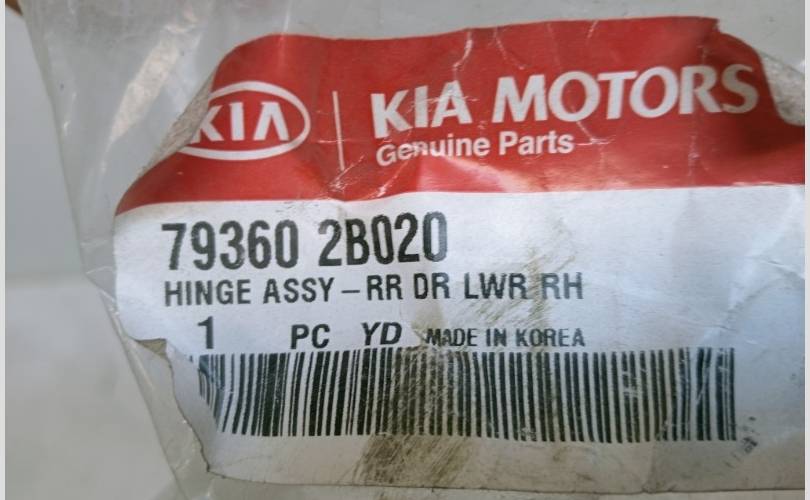 KIA
KIA MOTORS
Genuine Parts
79360 2B020
HINGE ASSY – RR DR LWR RH
1 PC YD MADE IN KOREA